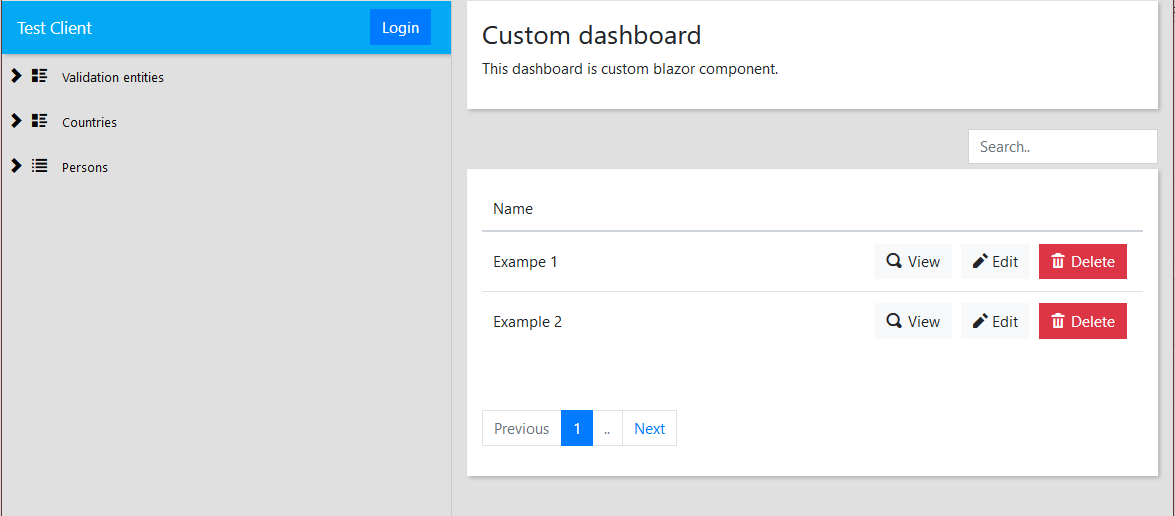 Test Client
Login
Validation entities
Countries
Persons
Custom dashboard
This dashboard is custom blazor component.
Search..
Name
Exampe 1 View Edit Delete
Example 2 View Edit Delete
Previous 1 .. Next